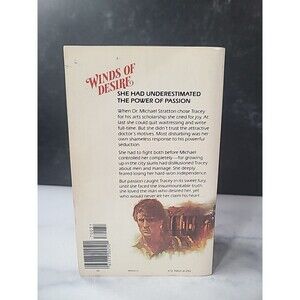 WINDS OF
DESIRE
SHE HAD UNDERESTIMATED
THE POWER OF PASSION
When Dr. Michael Stratton chose Tracey
for his arts scholarship she cried for joy. At
last she could quit waitressing and write
full-time. But she didn't trust the attractive
doctor's motives. Most disturbing was her
own shameless response to his powerful
seduction.
She had to fight both before Michael
controlled her completely—for growing
up in the city slums had disillusioned Tracey
about men and marriage. She deeply
feared losing her hard-won independence.
But passion caught Tracey in its sweet fury,
until she faced the insurmountable truth:
she loved the man who desired her, yet
who would never let her claim his heart...